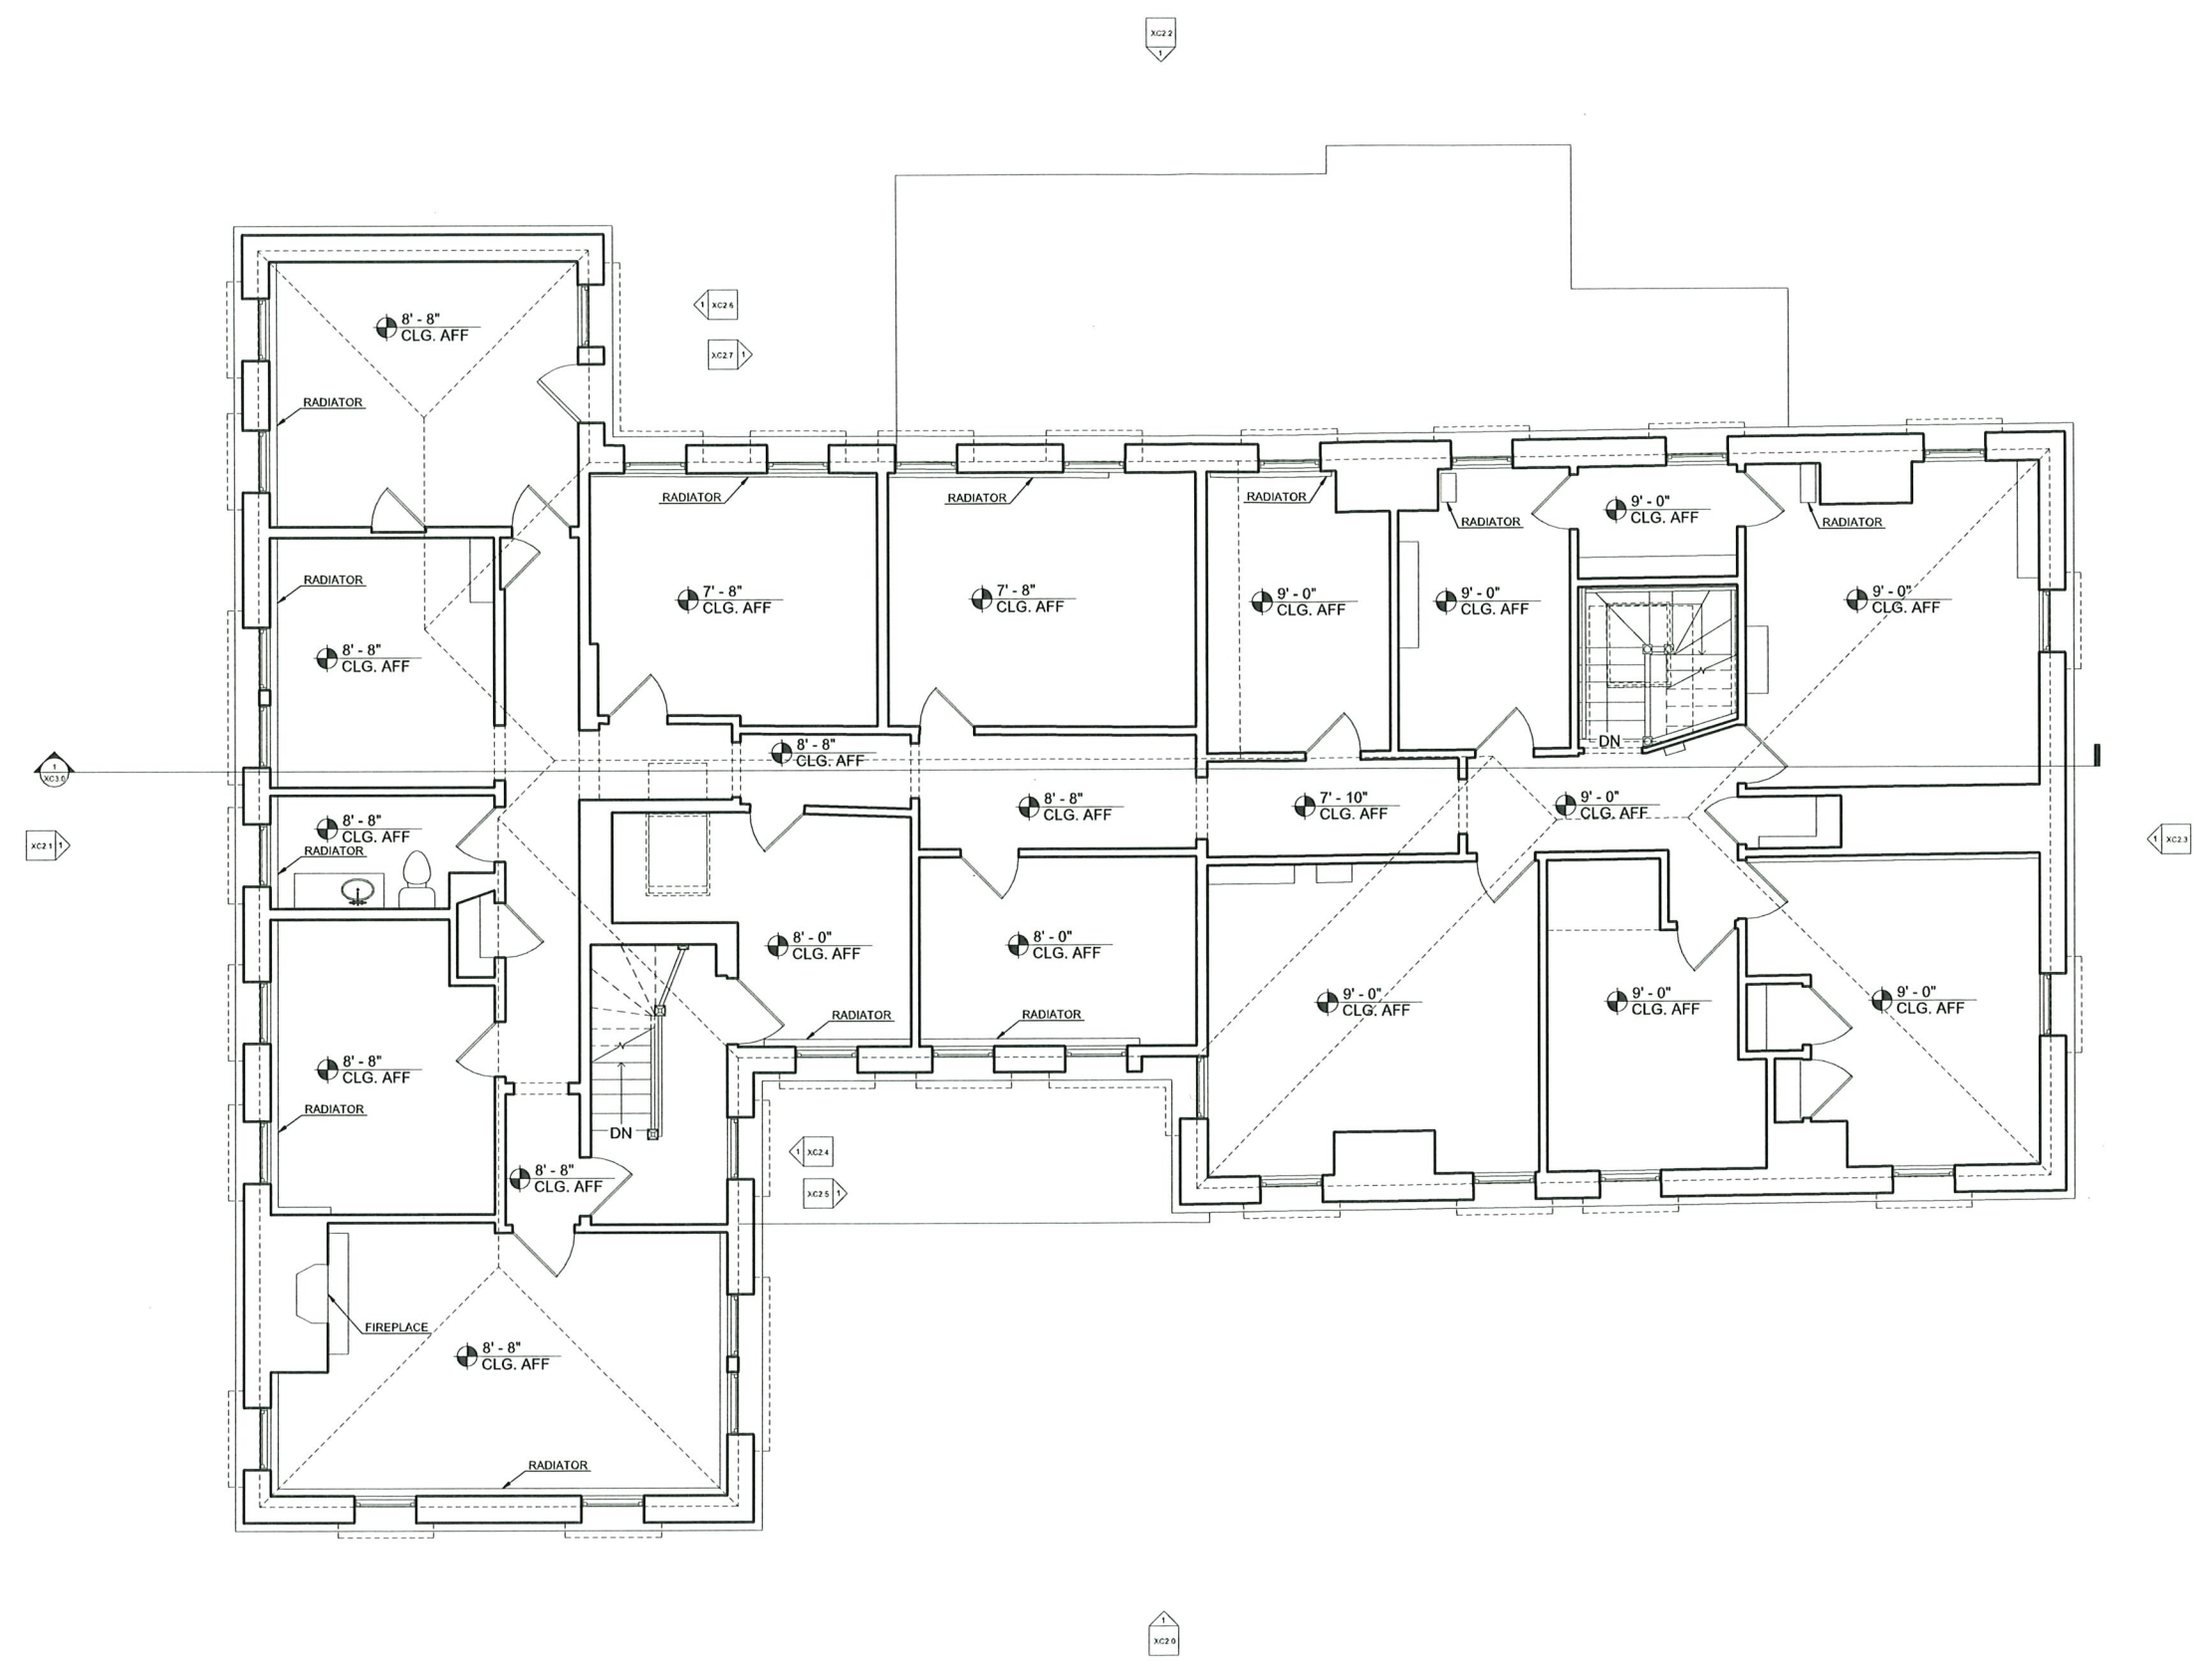 XC2.2
1
1 XC2.6
XC2.7 1
8' - 8"
CLG. AFF
RADIATOR
RADIATOR
RADIATOR
RADIATOR
RADIATOR
RADIATOR
9' - 0"
CLG. AFF
RADIATOR
7' - 8"
CLG. AFF
7' - 8"
CLG. AFF
9' - 0"
CLG. AFF
9' - 0"
CLG. AFF
9' - 0"
CLG. AFF
8' - 8"
CLG. AFF
DN
8' - 8"
CLG. AFF
1
XC3.0
8' - 8"
CLG. AFF
7' - 10"
CLG. AFF
9' - 0"
CLG. AFF
8' - 8"
CLG. AFF
RADIATOR
XC2.1 1
1 XC2.3
8' - 0"
CLG. AFF
8' - 0"
CLG. AFF
9' - 0"
CLG. AFF
9' - 0"
CLG. AFF
9' - 0"
CLG. AFF
RADIATOR
RADIATOR
8' - 8"
CLG. AFF
RADIATOR
DN
1 XC2.4
XC2.5 1
8' - 8"
CLG. AFF
FIREPLACE
8' - 8"
CLG. AFF
RADIATOR
1
XC2.0